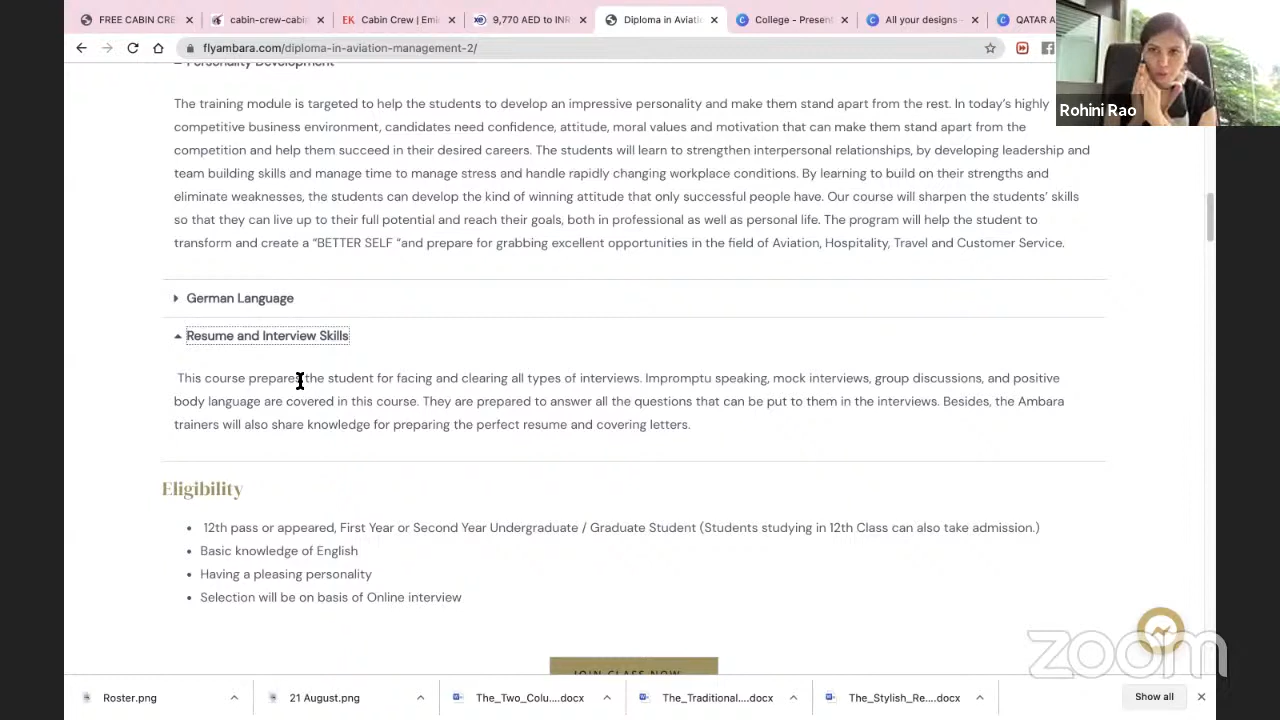 FREE CABIN CRE
cabin-crew-cabi
Cabin Crew | Emi
9,770 AED to INR
Diploma in Aviati
College - Present
All your designs -
QATAR A
flyambara.com/diploma-in-aviation-management-2/
Personality Development
The training module is targeted to help the students to develop an impressive personality and make them stand apart from the rest. In today's highly
competitive business environment, candidates need confidence, attitude, moral values and motivation that can make them stand apart from the
competition and help them succeed in their desired careers. The students will learn to strengthen interpersonal relationships, by developing leadership and
team building skills and manage time to manage stress and handle rapidly changing workplace conditions. By learning to build on their strengths and
eliminate weaknesses, the students can develop the kind of winning attitude that only successful people have. Our course will sharpen the students' skills
so that they can live up to their full potential and reach their goals, both in professional as well as personal life. The program will help the student to
transform and create a “BETTER SELF “and prepare for grabbing excellent opportunities in the field of Aviation, Hospitality, Travel and Customer Service.
German Language
Resume and Interview Skills
This course prepares the student for facing and clearing all types of interviews. Impromptu speaking, mock interviews, group discussions, and positive
body language are covered in this course. They are prepared to answer all the questions that can be put to them in the interviews. Besides, the Ambara
trainers will also share knowledge for preparing the perfect resume and covering letters.
Eligibility
• 12th pass or appeared, First Year or Second Year Undergraduate / Graduate Student (Students studying in 12th Class can also take admission.)
• Basic knowledge of English
• Having a pleasing personality
• Selection will be on basis of Online interview
JOIN CLASS NOW
Rohini Rao
zoom
Roster.png
21 August.png
The_Two_Colu....docx
The_Traditional....docx
The_Stylish_Re....docx
Show all